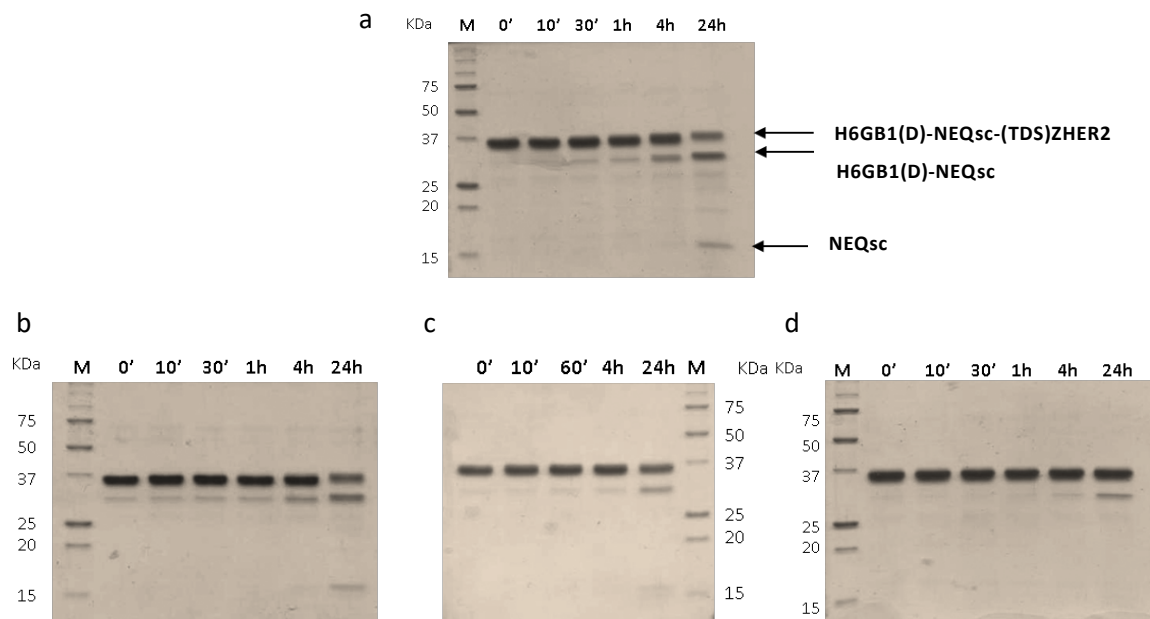 a
KDa M 0’ 10’ 30’ 1h 4h 24h
75
50
37
25
20
15
H6GB1(D)-NEQsc-(TDS)ZHER2
H6GB1(D)-NEQsc
NEQsc
b
KDa M 0’ 10’ 30’ 1h 4h 24h
75
50
37
25
20
15
c
0’ 10’ 60’ 4h 24h M KDa
75
50
37
25
20
15
d
KDa M 0’ 10’ 30’ 1h 4h 24h
75
50
37
25
20
15